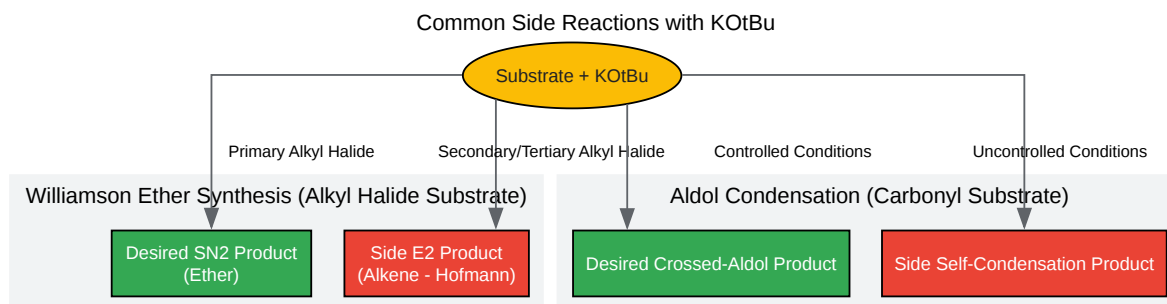 Common Side Reactions with KOtBu
Substrate + KOtBu
Primary Alkyl Halide
Secondary/Tertiary Alkyl Halide
Controlled Conditions
Uncontrolled Conditions
Williamson Ether Synthesis (Alkyl Halide Substrate)
Aldol Condensation (Carbonyl Substrate)
Desired SN2 Product
(Ether)
Side E2 Product
(Alkene - Hofmann)
Desired Crossed-Aldol Product
Side Self-Condensation Product